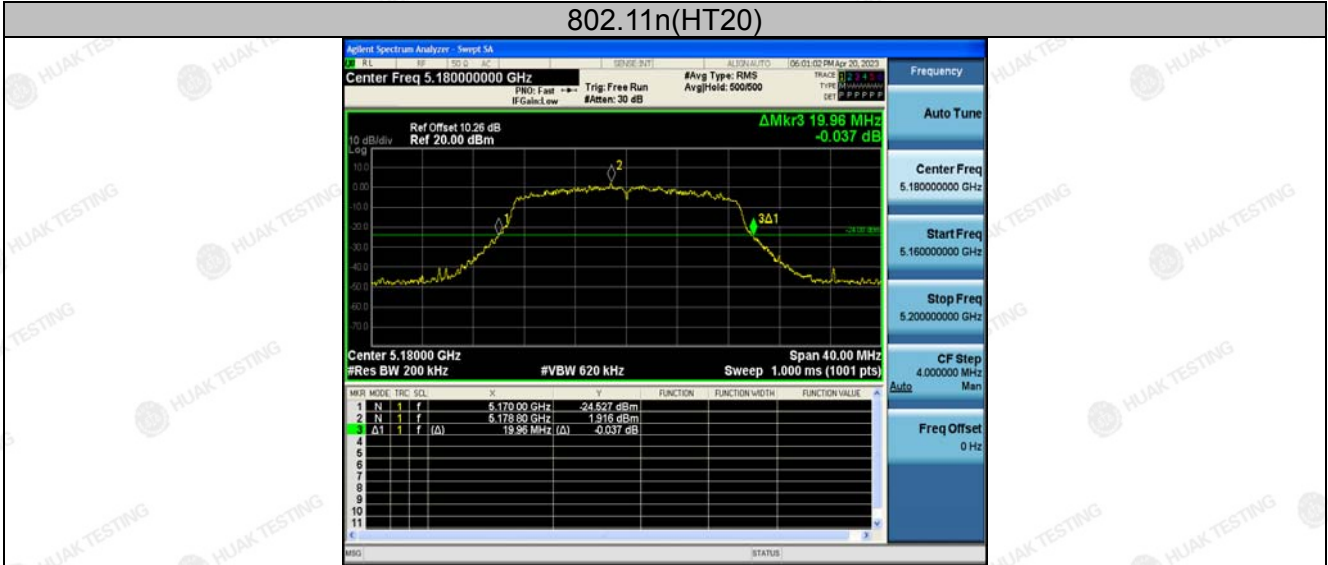 802.11n(HT20)
Agilent Spectrum Analyzer - Swept SA
RL RF 50 Ω AC SENSE:INT ALIGN AUTO 06:01:02 PM Apr 20, 2023
Center Freq 5.180000000 GHz
PNO: Fast
IFGain:Low
Trig: Free Run
#Atten: 30 dB
#Avg Type: RMS
Avg|Hold: 500/500
TRACE 1 2 3 4 5 6
TYPE M
DET P P P P P P
Frequency
Auto Tune
Center Freq
5.180000000 GHz
Start Freq
5.160000000 GHz
Stop Freq
5.200000000 GHz
CF Step
4.000000 MHz
Auto Man
Freq Offset
0 Hz
ΔMkr3 19.96 MHz
-0.037 dB
Ref Offset 10.26 dB
10 dB/div Ref 20.00 dBm
Log
10.0
0.00
-10.0
-20.0
-30.0
-40.0
-50.0
-60.0
-70.0
1
2
3Δ1
-24.00 dBm
Center 5.18000 GHz Span 40.00 MHz
#Res BW 200 kHz #VBW 620 kHz Sweep 1.000 ms (1001 pts)
MKR MODE TRC SCL X Y FUNCTION FUNCTION WIDTH FUNCTION VALUE
1 N 1 f 5.170 00 GHz -24.527 dBm
2 N 1 f 5.178 80 GHz 1.916 dBm
3 Δ1 1 f (Δ) 19.96 MHz (Δ) -0.037 dB
4
5
6
7
8
9
10
11
MSG STATUS
HUAK TESTING